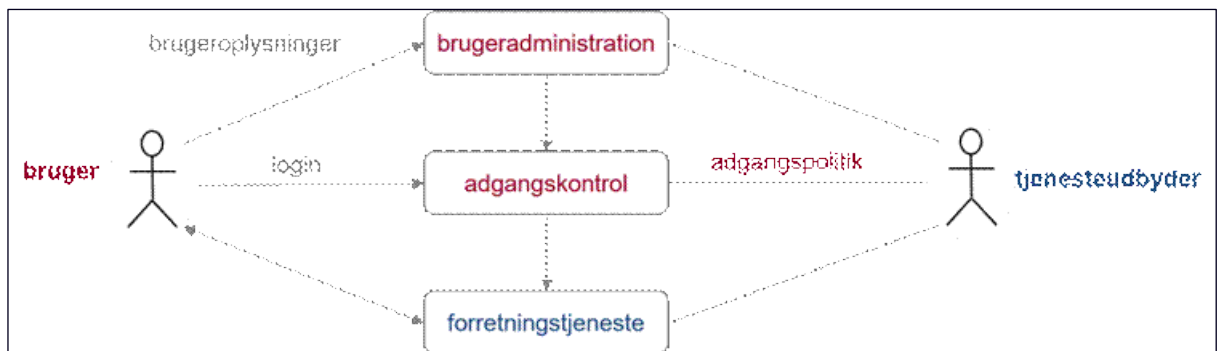 brugeroplysninger
brugeradministration
bruger
login
adgangskontrol
adgangspolitik
tjenesteudbyder
forretningstjeneste